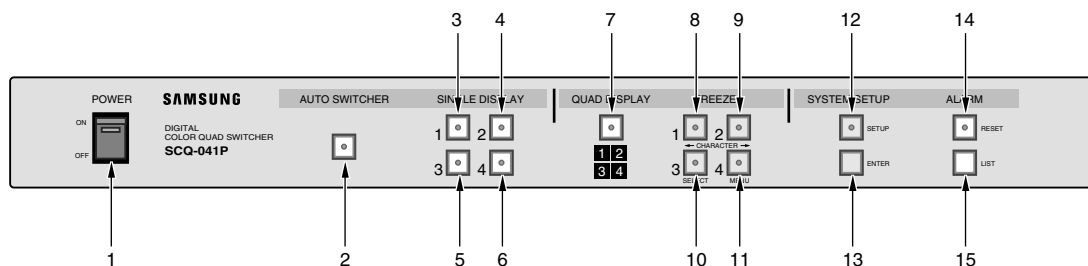 3 4 7 8 9 12 14
POWER
SAMSUNG
AUTO SWITCHER
SINGLE DISPLAY
QUAD DISPLAY
FREEZE
SYSTEM SETUP
ALARM
ON
OFF
DIGITAL
COLOR QUAD SWITCHER
SCQ-041P
1 2
3 4
1 2
3 4
1 2
CHARACTER
3 4
SELECT MENU
SETUP
ENTER
RESET
LIST
1 2 5 6 10 11 13 15